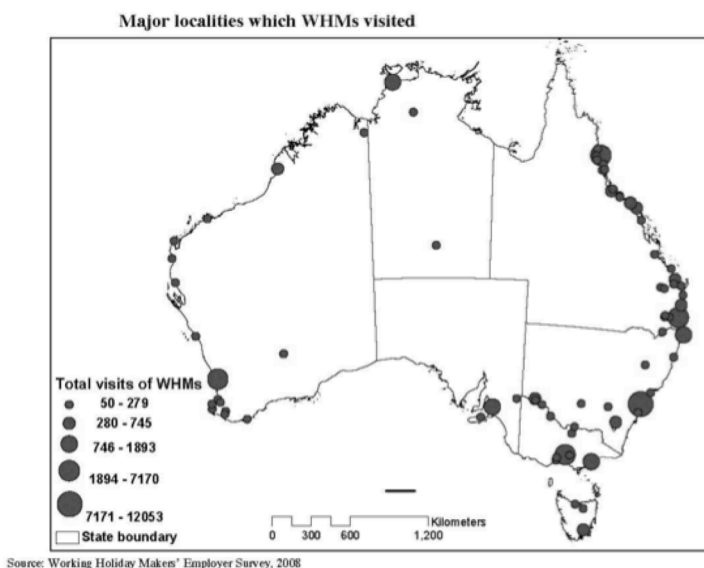 Major localities which WHMs visited
Total visits of WHMs
50 - 279
280 - 745
746 - 1893
1894 - 7170
7171 - 12053
State boundary
Kilometers
0 300 600 1,200
Source: Working Holiday Makers' Employer Survey, 2008